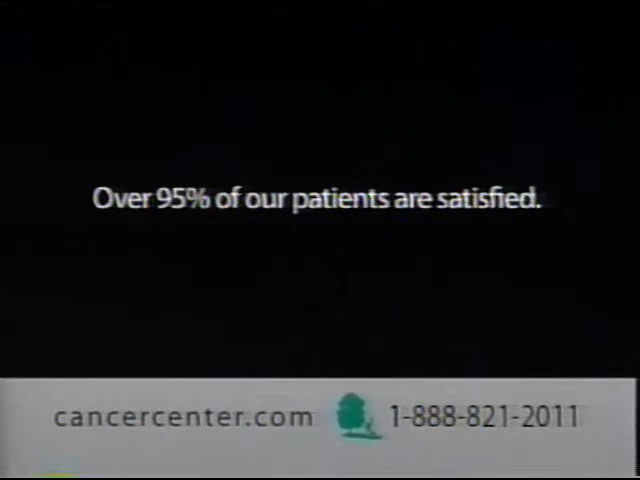 Over 95% of our patients are satisfied.
cancercenter.com 1-888-821-2011